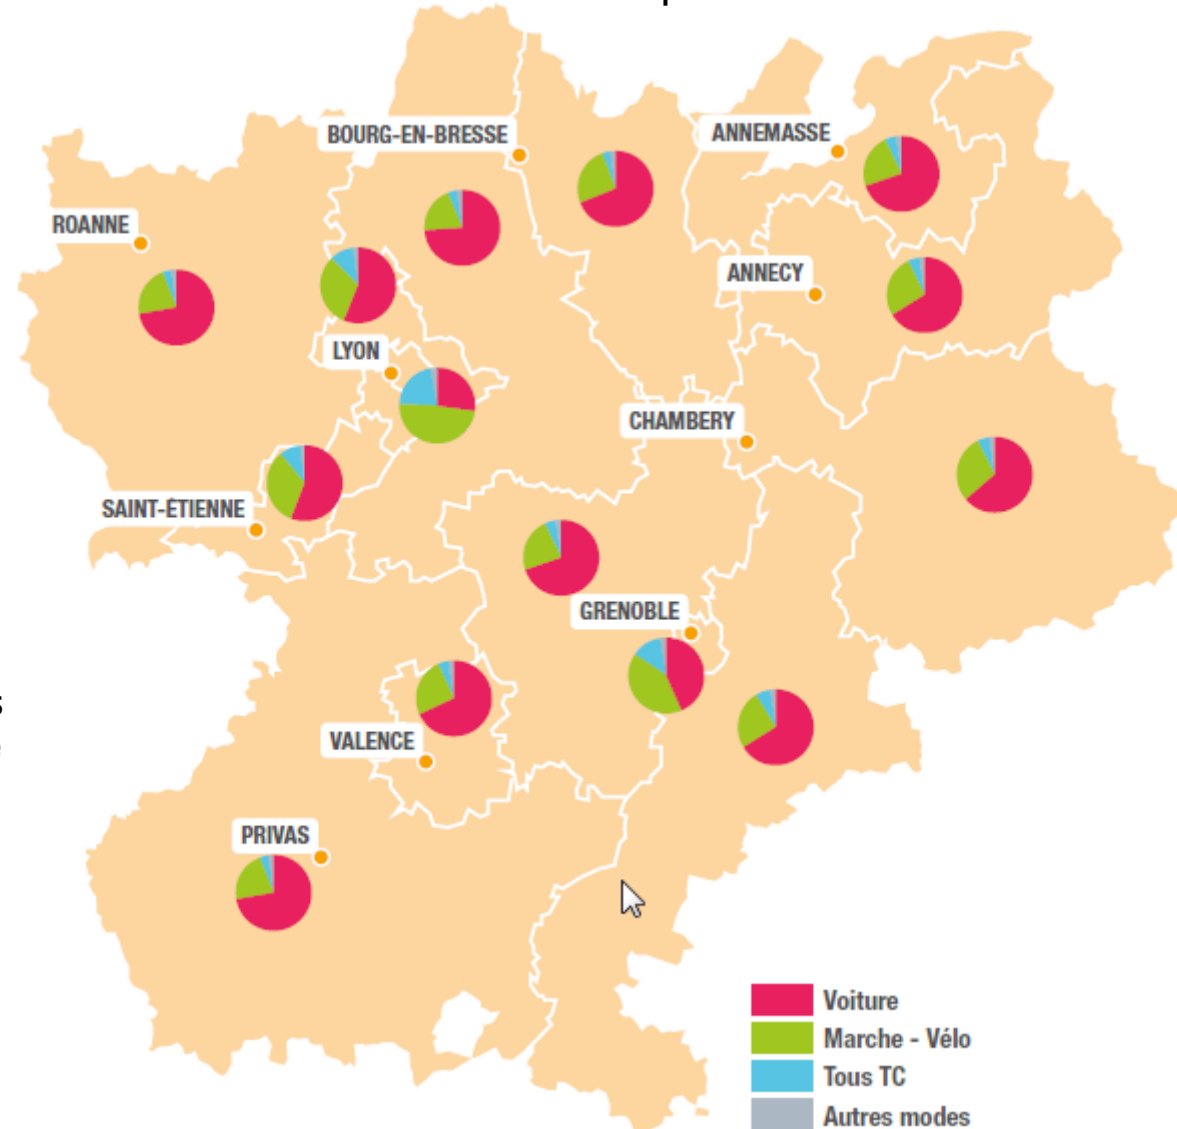 BOURG-EN-BRESSE
ANNEMASSE
ROANNE
ANNECY
LYON
CHAMBERY
SAINT-ÉTIENNE
GRENOBLE
VALENCE
PRIVAS
Voiture
Marche - Vélo
Tous TC
Autres modes